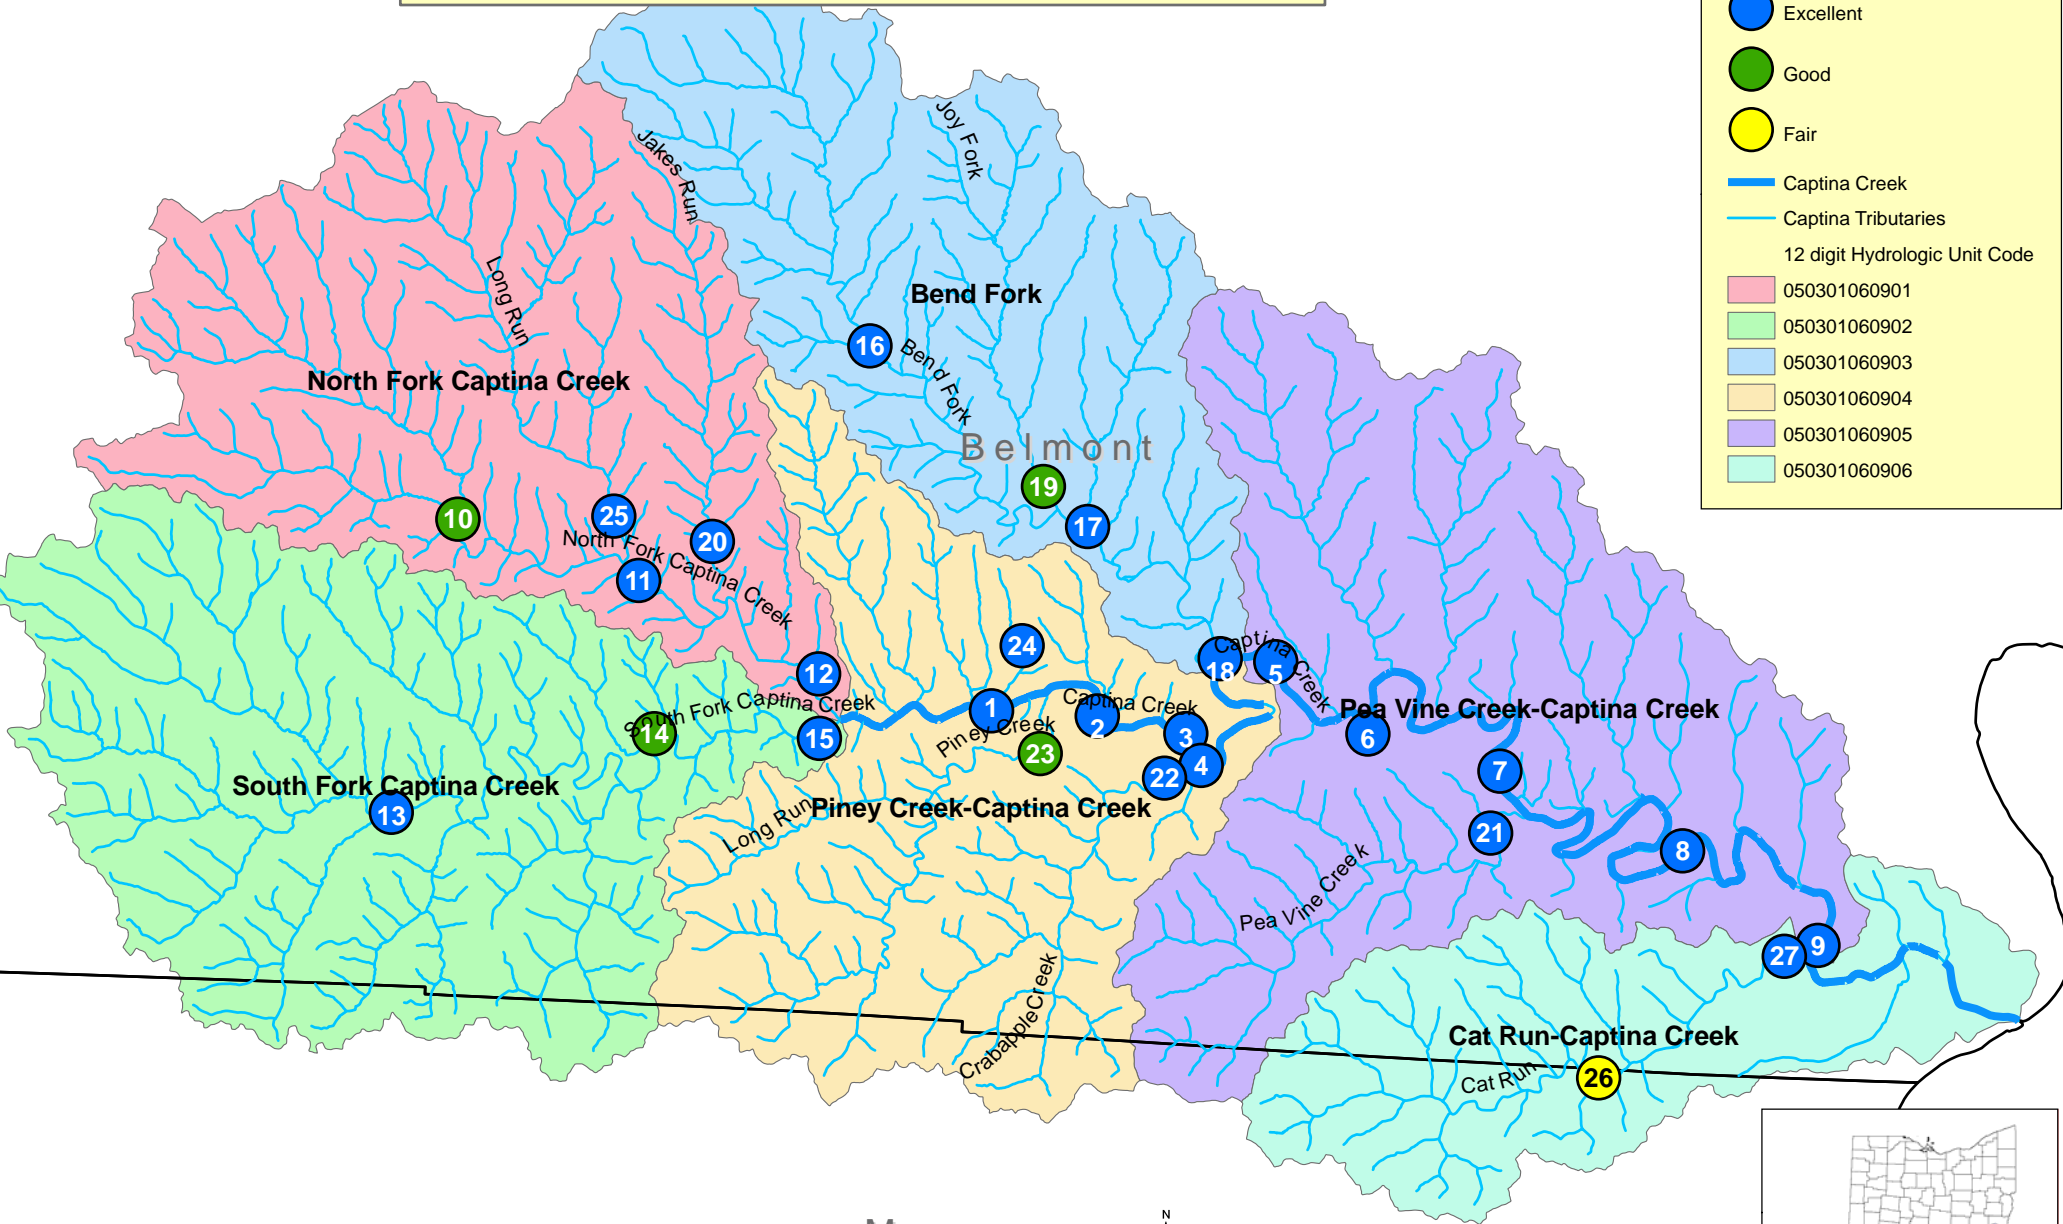 Excellent
Good
Fair
Captina Creek
Captina Tributaries
12 digit Hydrologic Unit Code
050301060901
050301060902
050301060903
050301060904
050301060905
050301060906
Joy Fork
Jakes Run
Long Run
Bend Fork
16
Bend Fork
North Fork Captina Creek
Belmont
19
10
25
17
20
North Fork Captina Creek
11
24
12
18
Captina Creek
5
South Fork Captina Creek
14
15
1
Captina Creek
2
Piney Creek
23
3
4
22
Pea Vine Creek-Captina Creek
6
7
South Fork Captina Creek
13
Long Run
Piney Creek-Captina Creek
21
8
Pea Vine Creek
9
27
Crabapple Creek
Cat Run-Captina Creek
Cat Run
26
N